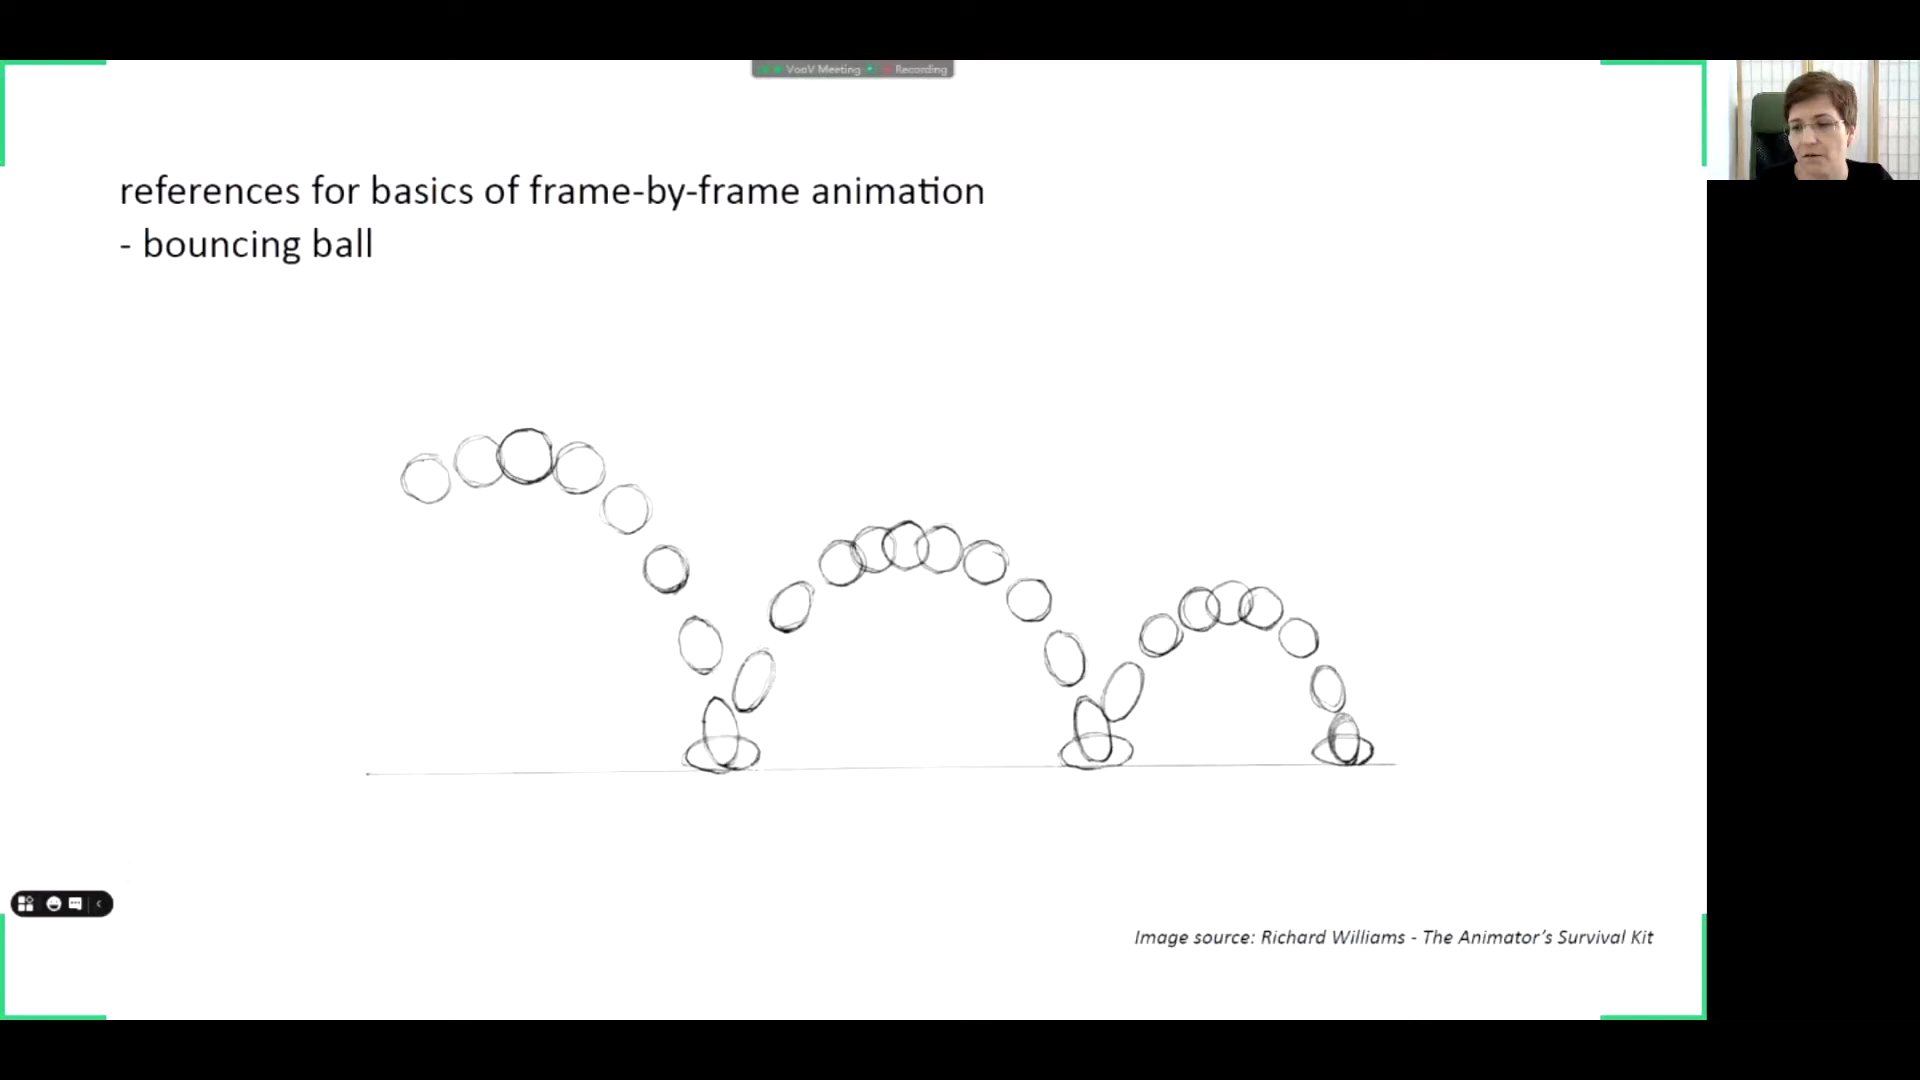 VooV Meeting Recording
references for basics of frame-by-frame animation
- bouncing ball
Image source: Richard Williams - The Animator's Survival Kit